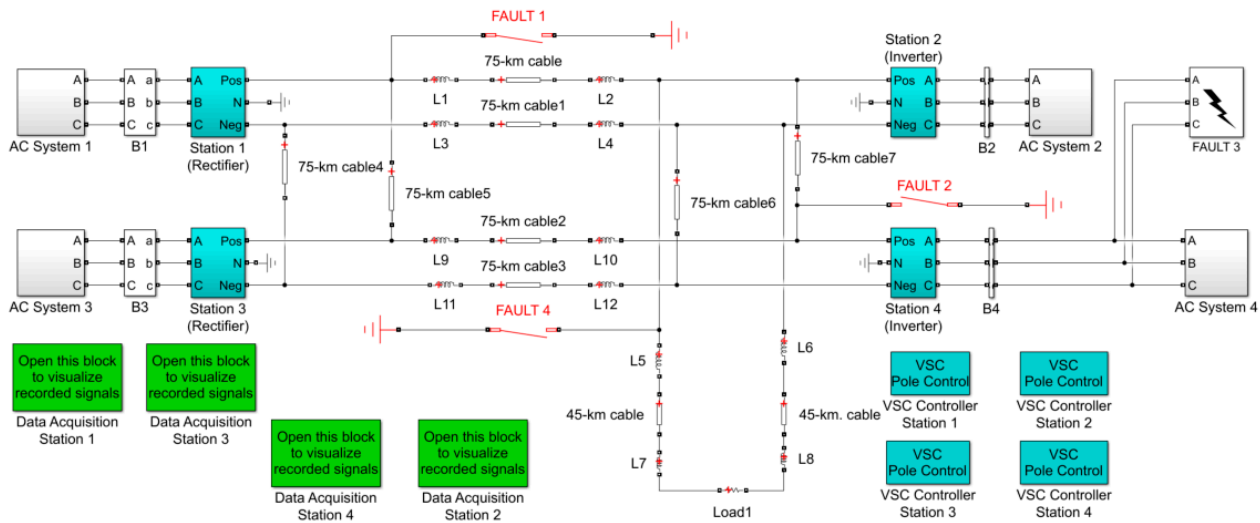 FAULT 1
Station 2
(Inverter)
75-km cable
A A a A Pos
B B b B N
C C c C Neg
L1
L2
Pos A
N B
Neg C
A
B
C
A
B
C
75-km cable1
AC System 1
B1
Station 1
(Rectifier)
L3
L4
B2
AC System 2
FAULT 3
75-km cable4
75-km cable7
75-km cable5
75-km cable6
FAULT 2
75-km cable2
A A a A Pos
B B b B N
C C c C Neg
L9
L10
Pos A
N B
Neg C
A
B
C
75-km cable3
AC System 3
B3
Station 3
(Rectifier)
L11
L12
Station 4
(Inverter)
B4
AC System 4
FAULT 4
L5
L6
Open this block
to visualize
recorded signals
Data Acquisition
Station 1
Open this block
to visualize
recorded signals
Data Acquisition
Station 3
VSC
Pole Control
VSC Controller
Station 1
VSC
Pole Control
VSC Controller
Station 2
45-km cable
45-km. cable
Open this block
to visualize
recorded signals
Data Acquisition
Station 4
Open this block
to visualize
recorded signals
Data Acquisition
Station 2
L7
L8
Load1
VSC
Pole Control
VSC Controller
Station 3
VSC
Pole Control
VSC Controller
Station 4